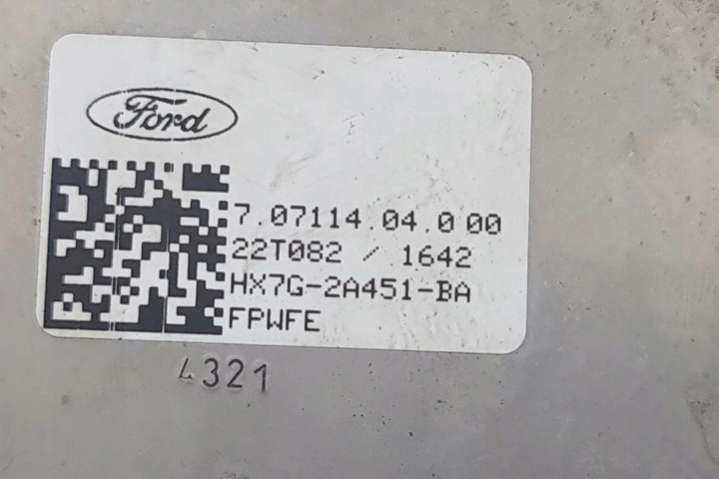 Ford
7.07114.04.0 00
22T082 / 1642
HX7G-2A451-BA
FPWFE
4321